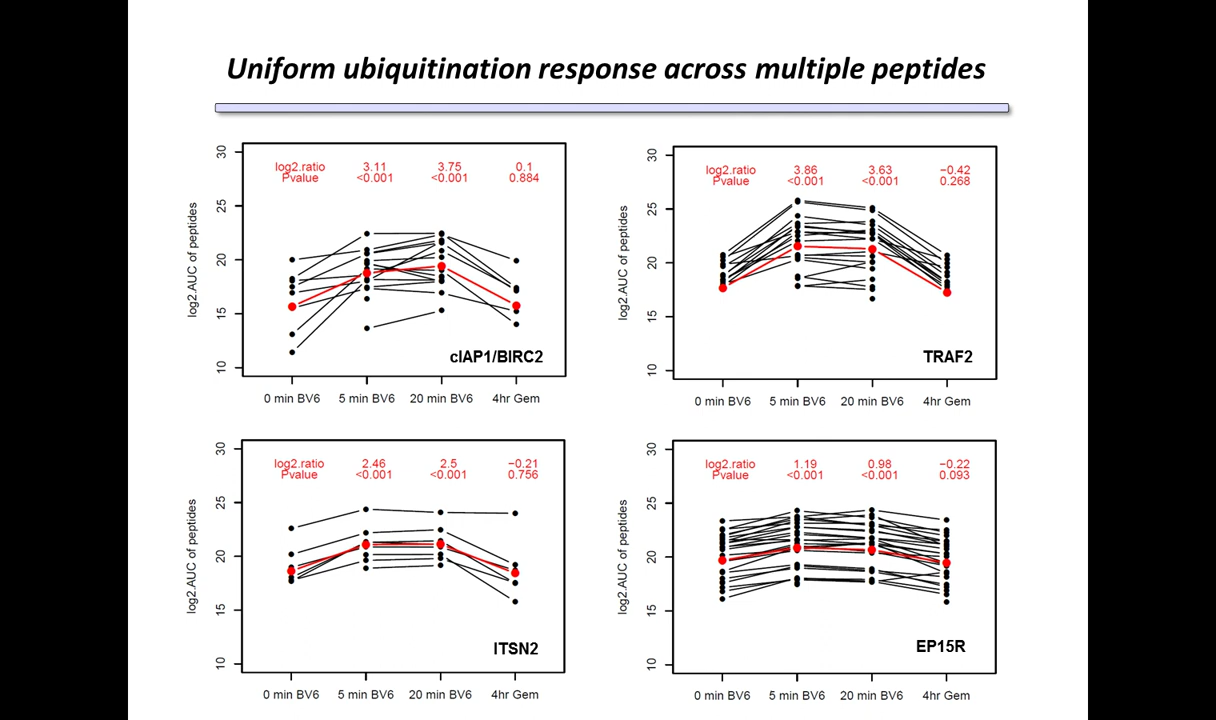 Uniform ubiquitination response across multiple peptides
30
25
20
15
10
log2.AUC of peptides
log2.ratio 3.11 3.75 0.1
Pvalue <0.001 <0.001 0.884
cIAP1/BIRC2
0 min BV6 5 min BV6 20 min BV6 4hr Gem
30
25
20
15
10
log2.AUC of peptides
log2.ratio 3.86 3.63 −0.42
Pvalue <0.001 <0.001 0.268
TRAF2
0 min BV6 5 min BV6 20 min BV6 4hr Gem
30
25
20
15
10
log2.AUC of peptides
log2.ratio 2.46 2.5 −0.21
Pvalue <0.001 <0.001 0.756
ITSN2
0 min BV6 5 min BV6 20 min BV6 4hr Gem
30
25
20
15
10
log2.AUC of peptides
log2.ratio 1.19 0.98 −0.22
Pvalue <0.001 <0.001 0.093
EP15R
0 min BV6 5 min BV6 20 min BV6 4hr Gem